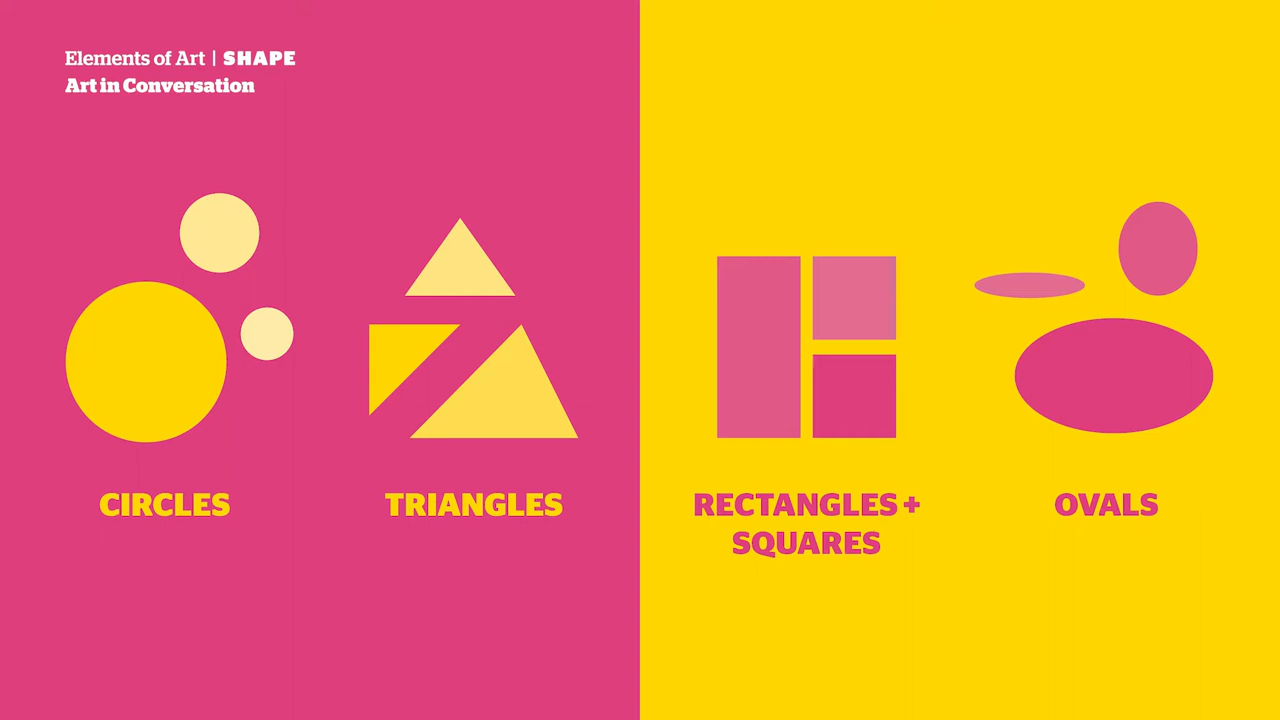 Elements of Art | SHAPE
Art in Conversation
CIRCLES
TRIANGLES
RECTANGLES +
SQUARES
OVALS